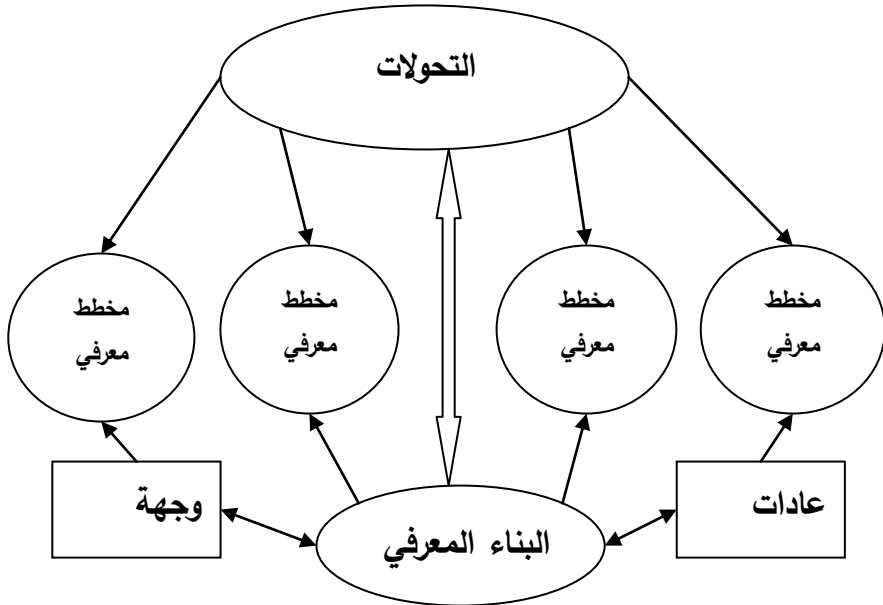 التحولات
مخطط
معرفي
مخطط
معرفي
مخطط
معرفي
مخطط
معرفي
عادات
البناء المعرفي
وجهة